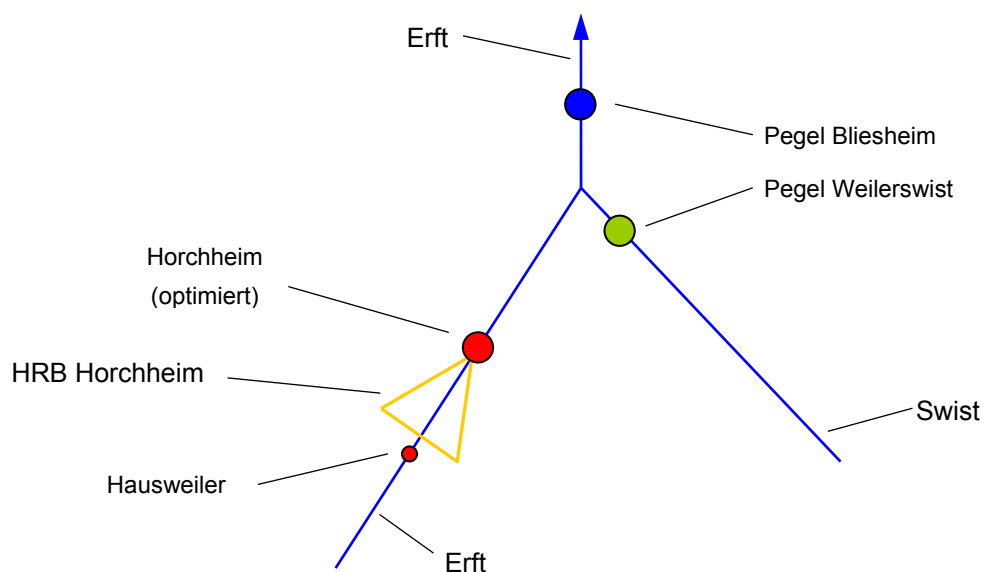 Erft
Pegel Bliesheim
Pegel Weilerswist
Horchheim
(optimiert)
HRB Horchheim
Swist
Hausweiler
Erft